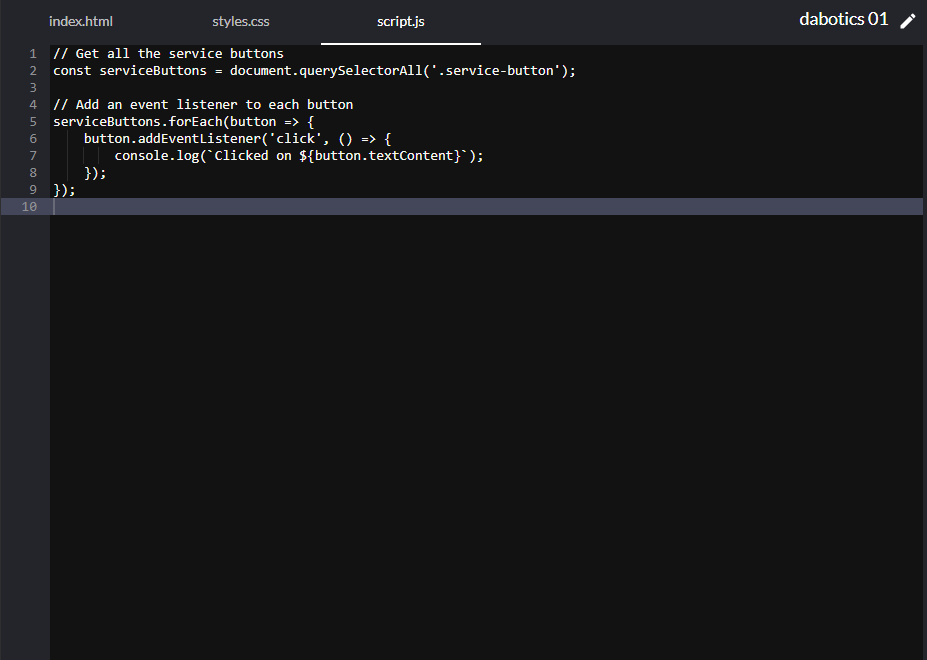 index.html styles.css script.js dabotics 01
1 // Get all the service buttons
2 const serviceButtons = document.querySelectorAll('.service-button');
3
4 // Add an event listener to each button
5 serviceButtons.forEach(button => {
6     button.addEventListener('click', () => {
7         console.log(`Clicked on ${button.textContent}`);
8     });
9 });
10